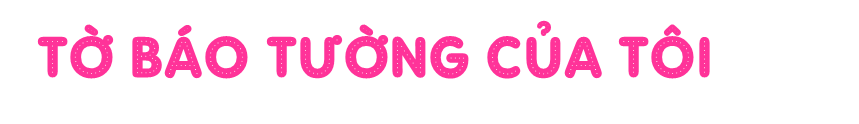 TỜ BÁO TƯỜNG CỦA TÔI